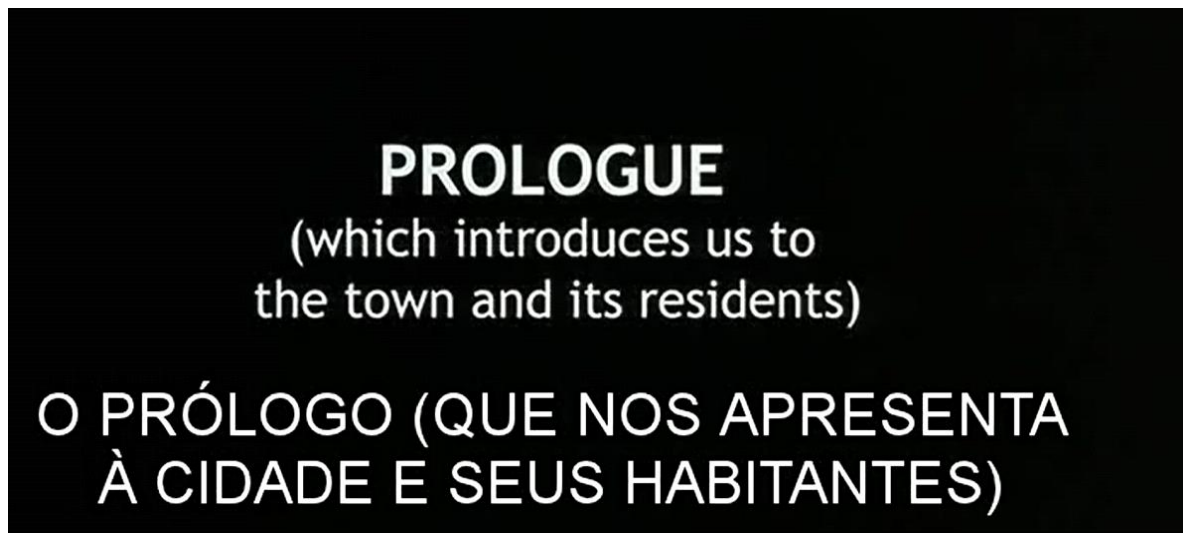 PROLOGUE
(which introduces us to
the town and its residents)
O PRÓLOGO (QUE NOS APRESENTA
À CIDADE E SEUS HABITANTES)